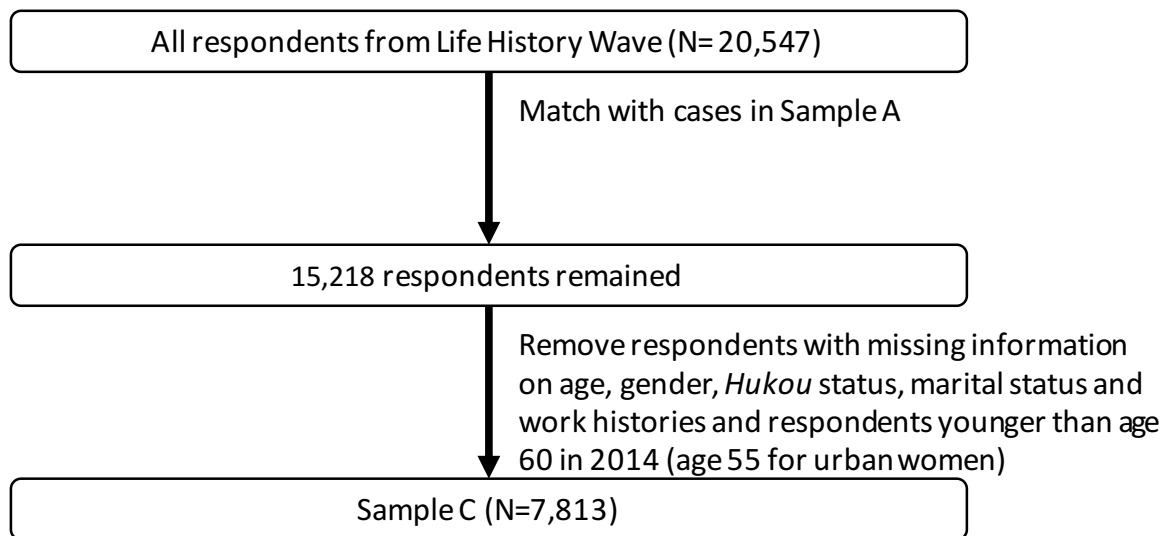 All respondents from Life History Wave (N= 20,547)
Match with cases in Sample A
15,218 respondents remained
Remove respondents with missing information
on age, gender, Hukou status, marital status and
work histories and respondents younger than age
60 in 2014 (age 55 for urban women)
Sample C (N=7,813)